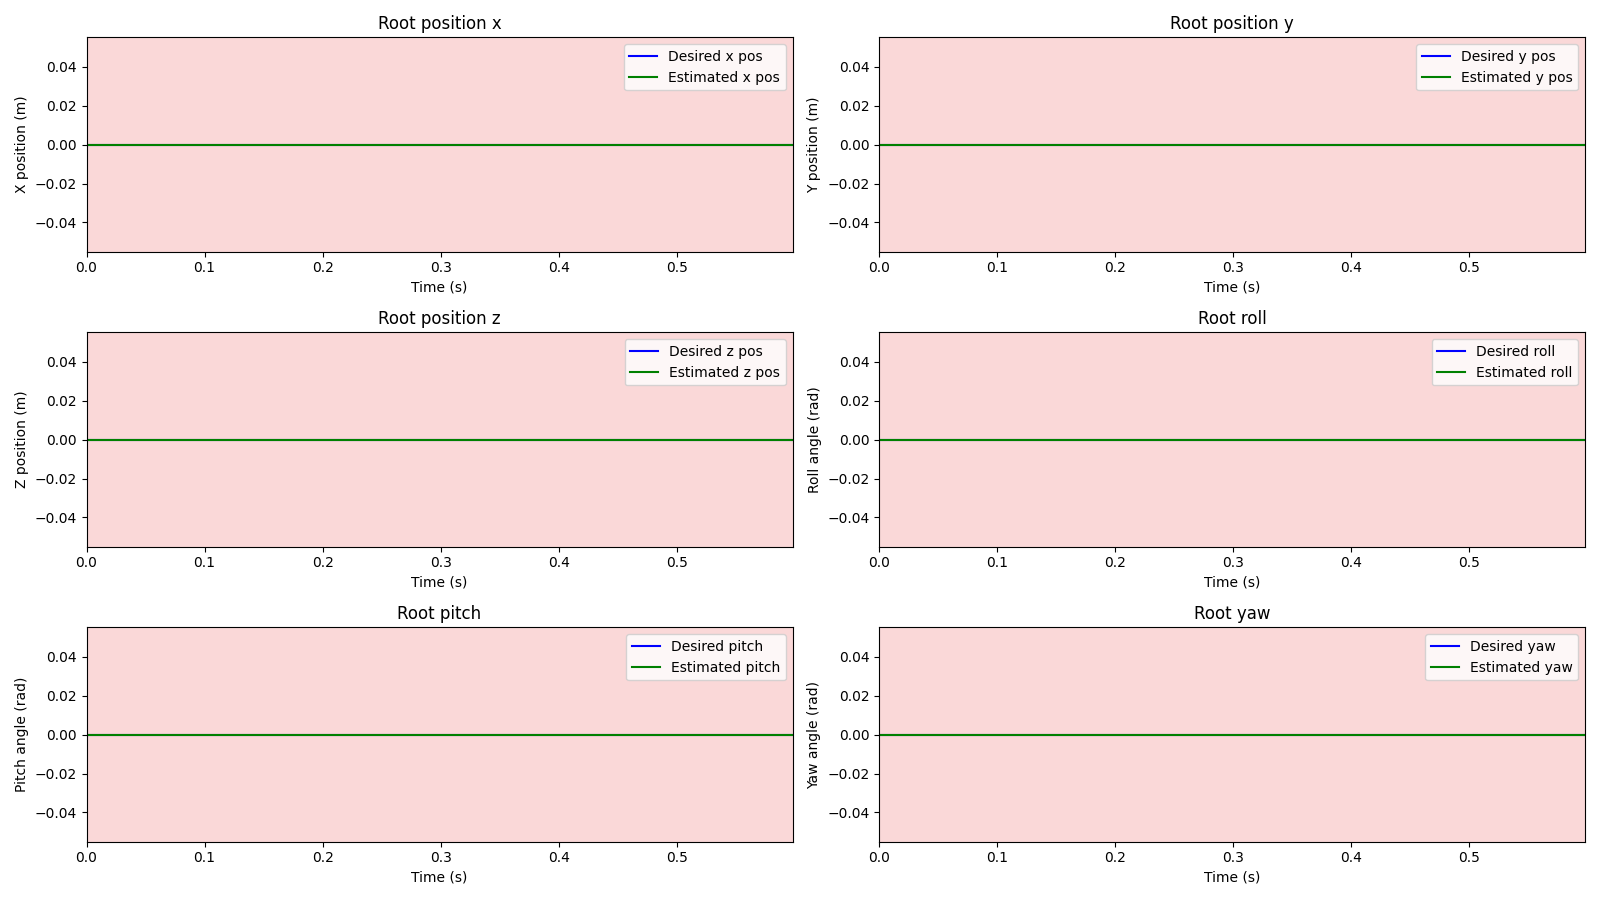 Root position x
Desired x pos
Estimated x pos
X position (m)
0.04
0.02
0.00
−0.02
−0.04
0.0 0.1 0.2 0.3 0.4 0.5
Time (s)
Root position y
Desired y pos
Estimated y pos
Y position (m)
0.04
0.02
0.00
−0.02
−0.04
0.0 0.1 0.2 0.3 0.4 0.5
Time (s)
Root position z
Desired z pos
Estimated z pos
Z position (m)
0.04
0.02
0.00
−0.02
−0.04
0.0 0.1 0.2 0.3 0.4 0.5
Time (s)
Root roll
Desired roll
Estimated roll
Roll angle (rad)
0.04
0.02
0.00
−0.02
−0.04
0.0 0.1 0.2 0.3 0.4 0.5
Time (s)
Root pitch
Desired pitch
Estimated pitch
Pitch angle (rad)
0.04
0.02
0.00
−0.02
−0.04
0.0 0.1 0.2 0.3 0.4 0.5
Time (s)
Root yaw
Desired yaw
Estimated yaw
Yaw angle (rad)
0.04
0.02
0.00
−0.02
−0.04
0.0 0.1 0.2 0.3 0.4 0.5
Time (s)